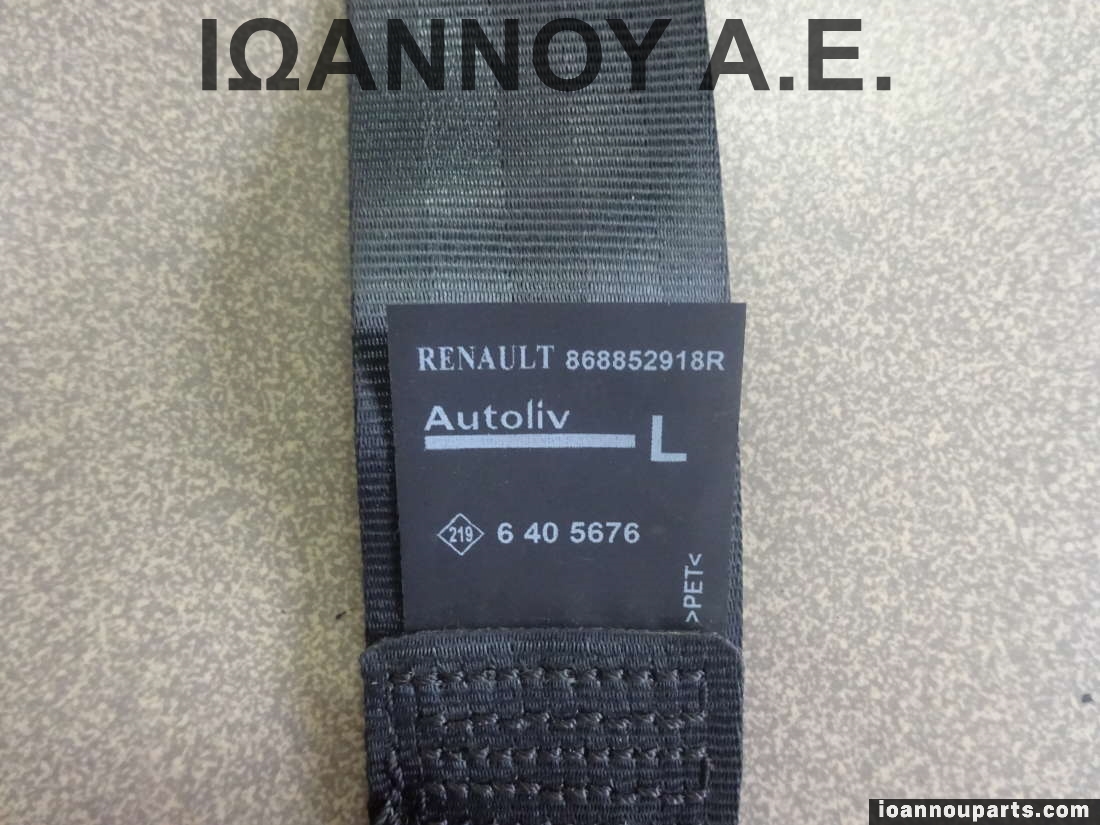 ΙΩΑΝΝΟΥ Α.Ε.
RENAULT 868852918R
Autoliv L
219 6 40 5676
>PET<
ioannouparts.com